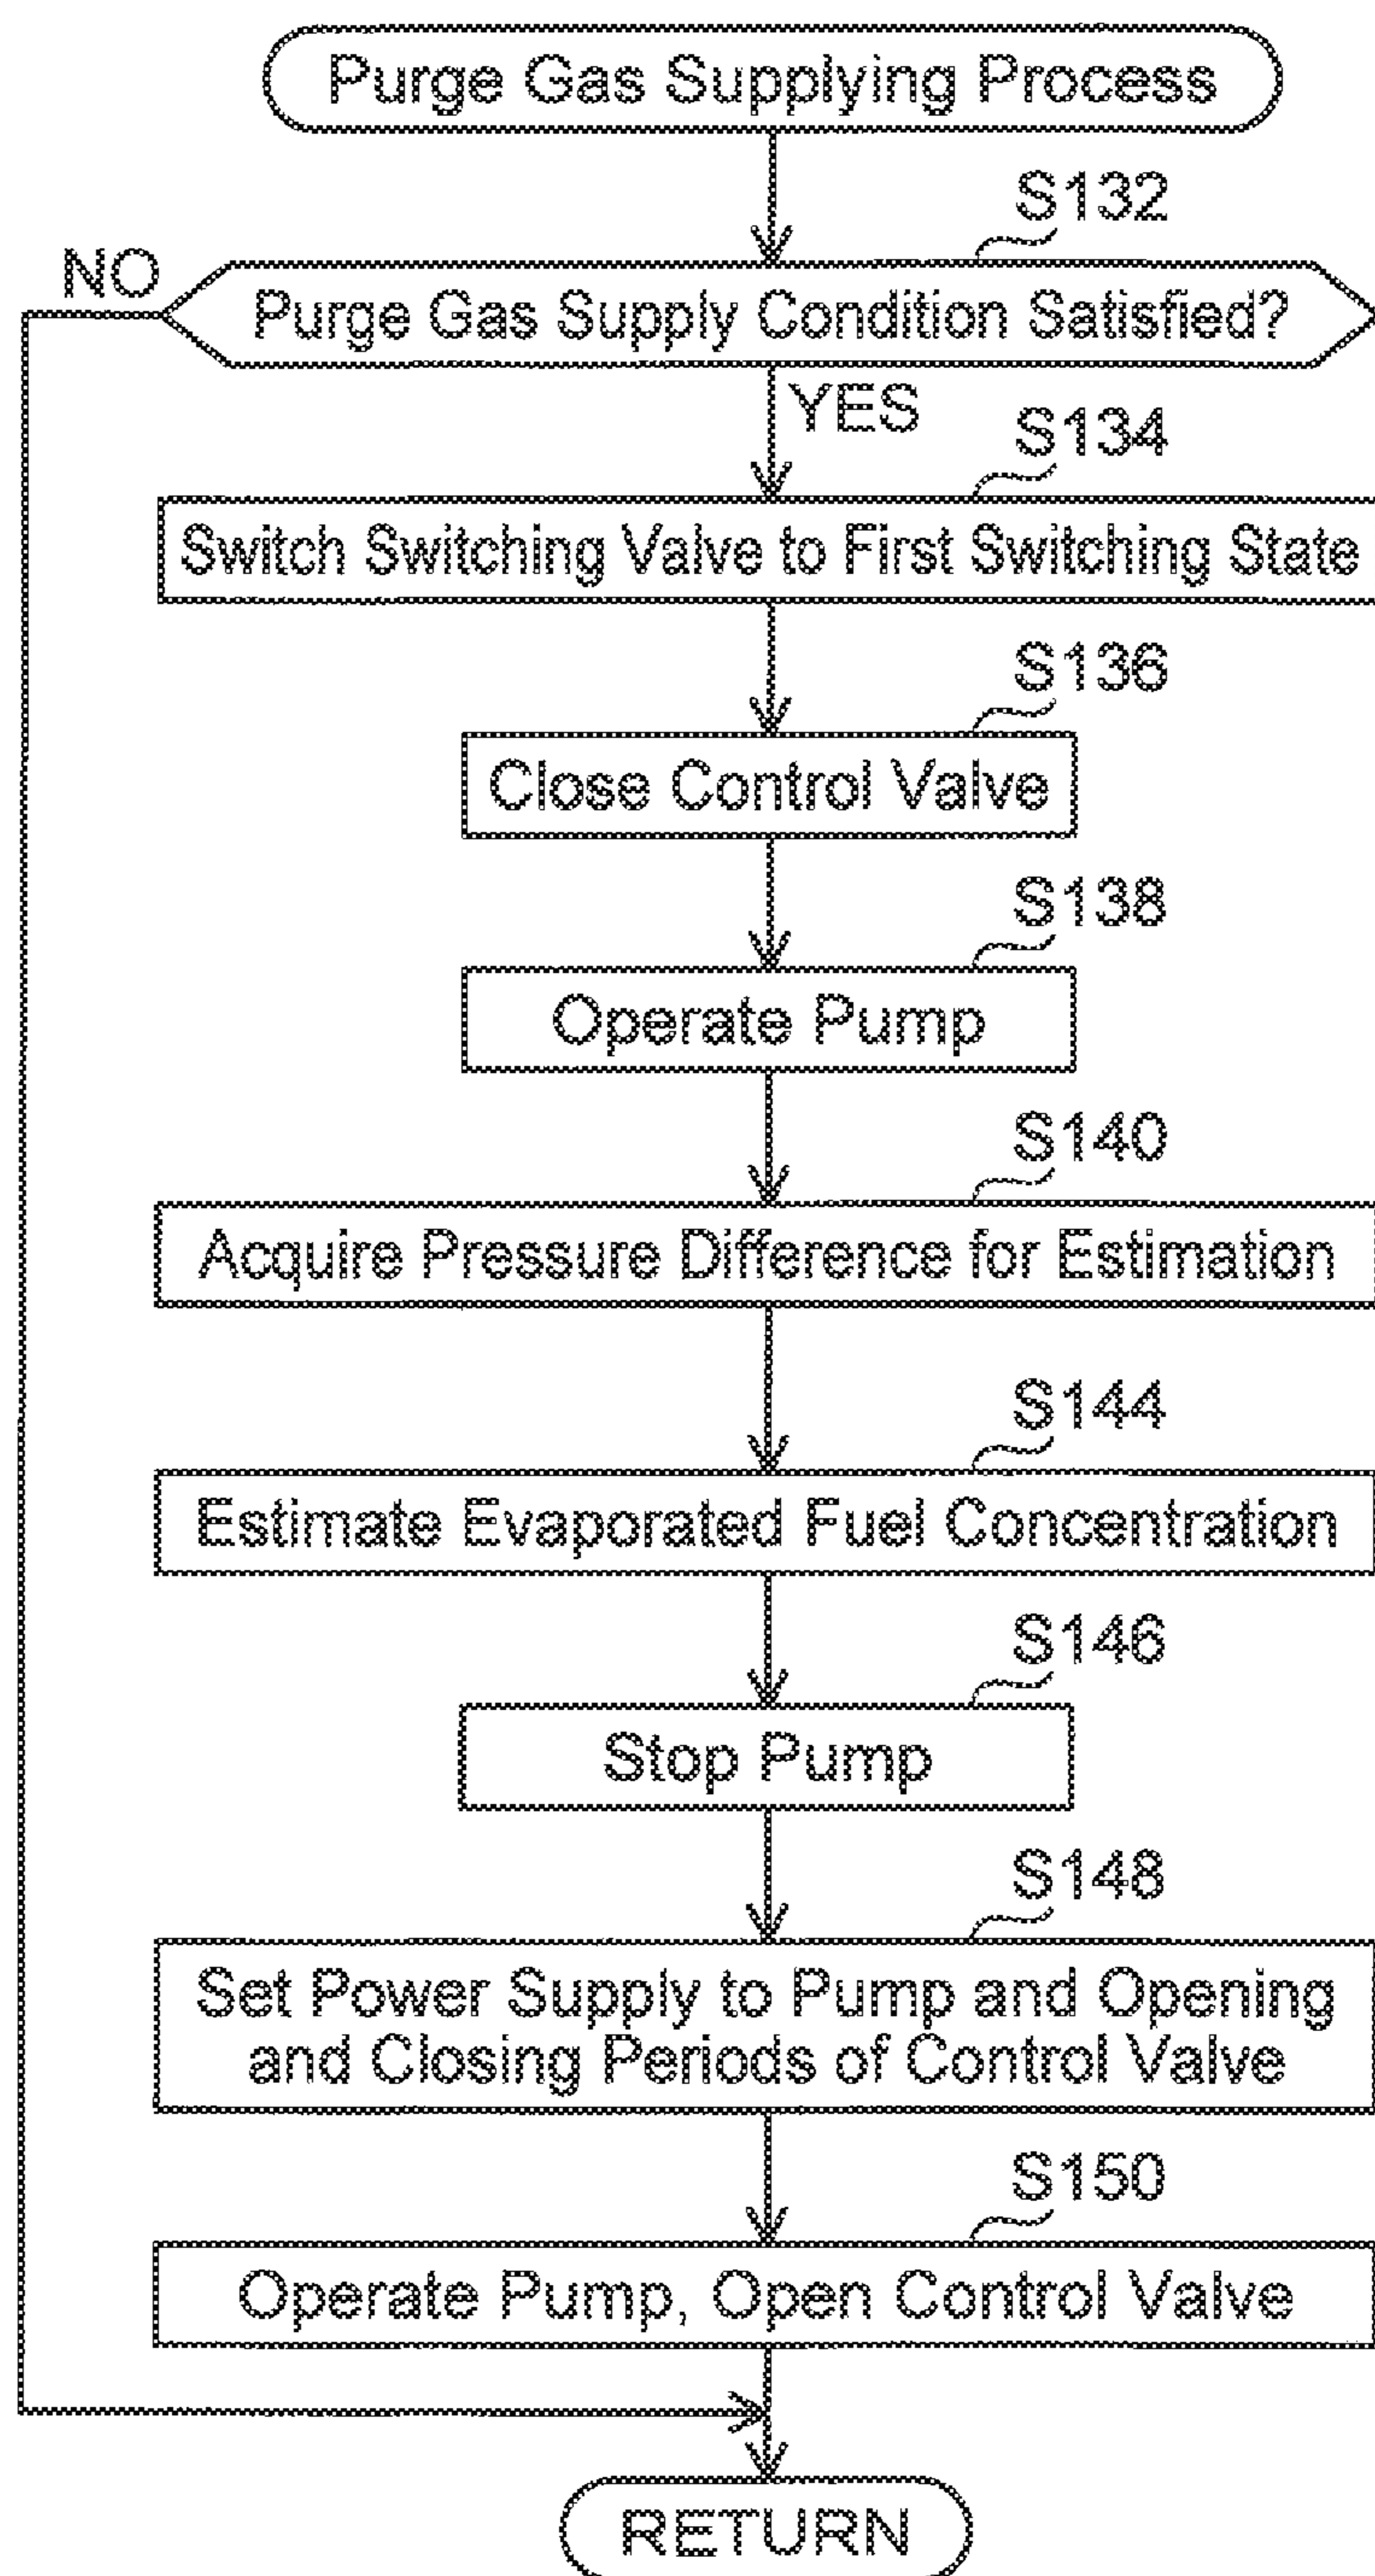 Purge Gas Supplying Process
S132
NO
Purge Gas Supply Condition Satisfied?
YES
S134
Switch Switching Valve to First Switching State
S136
Close Control Valve
S138
Operate Pump
S140
Acquire Pressure Difference for Estimation
S144
Estimate Evaporated Fuel Concentration
S146
Stop Pump
S148
Set Power Supply to Pump and Opening
and Closing Periods of Control Valve
S150
Operate Pump, Open Control Valve
RETURN